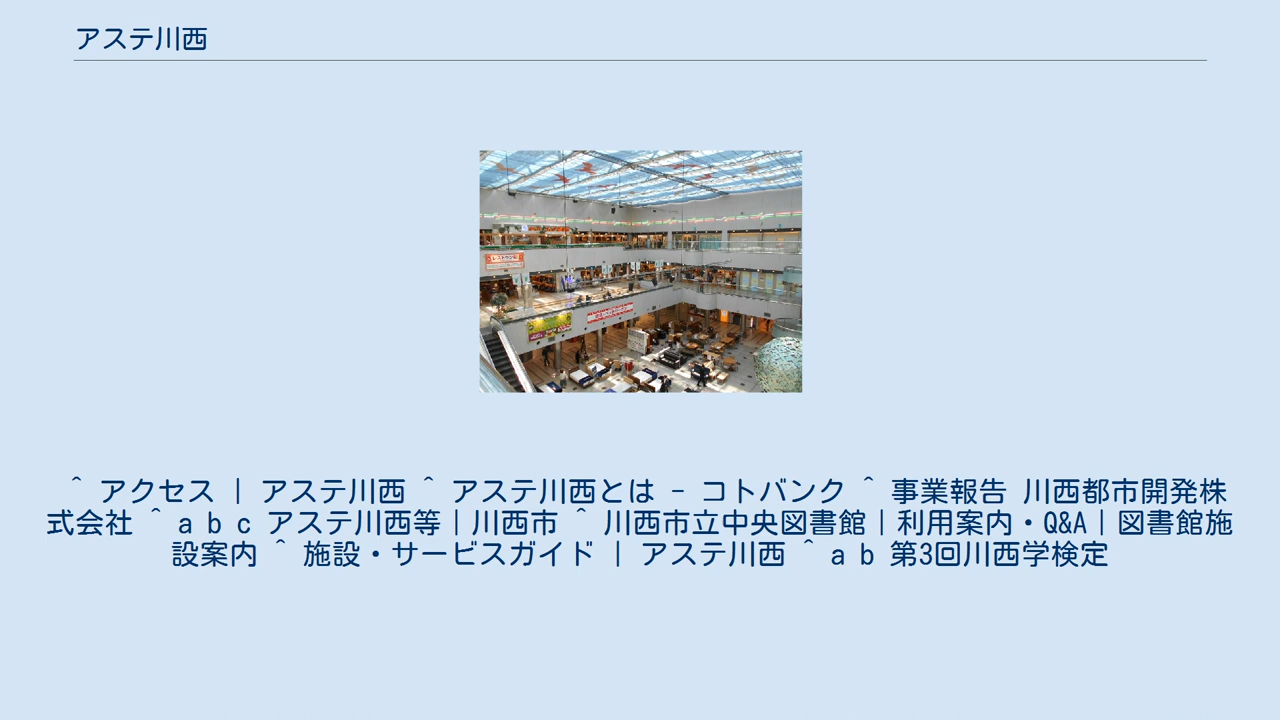 アステ川西
^ アクセス | アステ川西 ^ アステ川西とは - コトバンク ^ 事業報告 川西都市開発株
式会社 ^ a b c アステ川西等|川西市 ^ 川西市立中央図書館|利用案内・Q&A|図書館施
設案内 ^ 施設・サービスガイド | アステ川西 ^ a b 第3回川西学検定